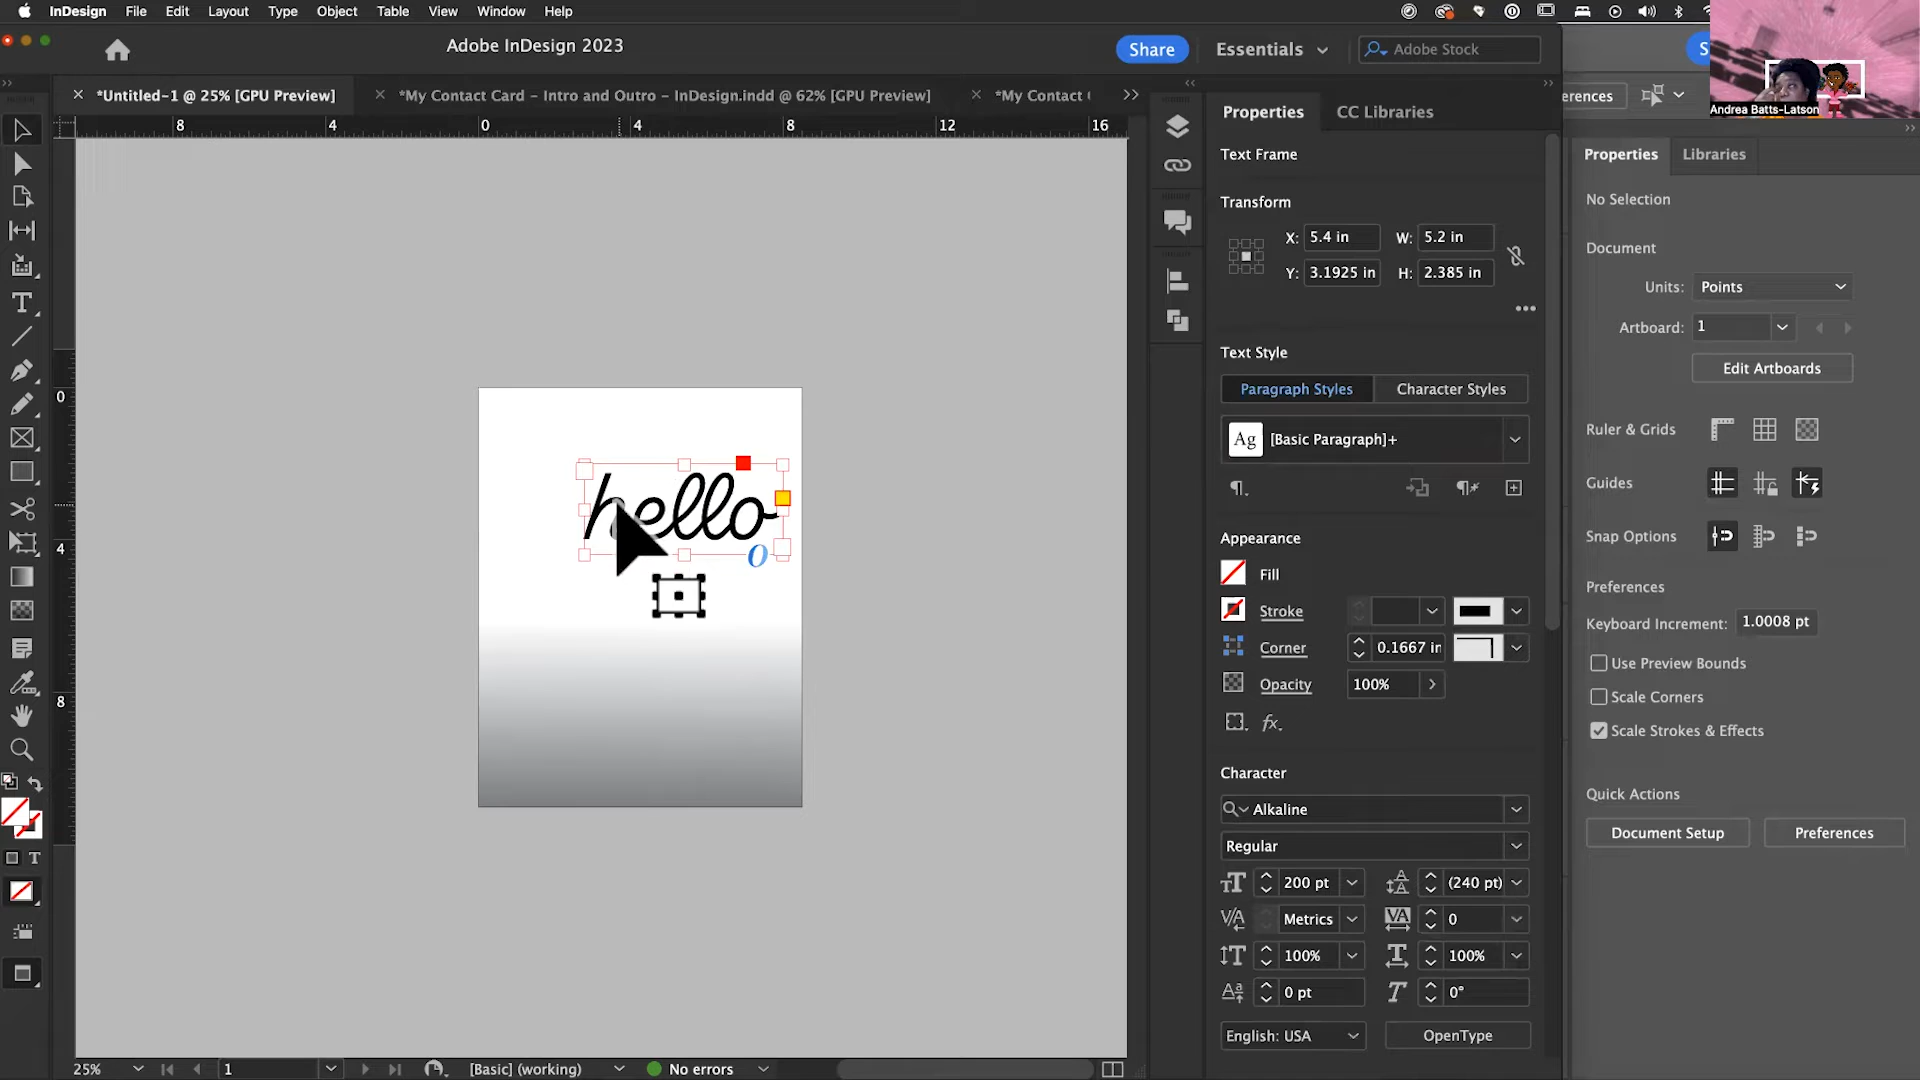 InDesign File Edit Layout Type Object Table View Window Help
Adobe InDesign 2023
Share Essentials Adobe Stock
*Untitled-1 @ 25% [GPU Preview] *My Contact Card - Intro and Outro - InDesign.indd @ 62% [GPU Preview] *My Contact
Andrea Batts-Latson
8 4 0 4 8 12 16
0
4
8
hello
Properties CC Libraries
Text Frame
Transform
X: 5.4 in W: 5.2 in
Y: 3.1925 in H: 2.385 in
Text Style
Paragraph Styles Character Styles
Ag [Basic Paragraph]+
Appearance
Fill
Stroke
Corner 0.1667 in
Opacity 100%
fx.
Character
Alkaline
Regular
200 pt (240 pt)
Metrics 0
100% 100%
0 pt 0°
English: USA OpenType
Properties Libraries
No Selection
Document
Units: Points
Artboard: 1
Edit Artboards
Ruler & Grids
Guides
Snap Options
Preferences
Keyboard Increment: 1.0008 pt
Use Preview Bounds
Scale Corners
Scale Strokes & Effects
Quick Actions
Document Setup Preferences
25% 1 [Basic] (working) No errors